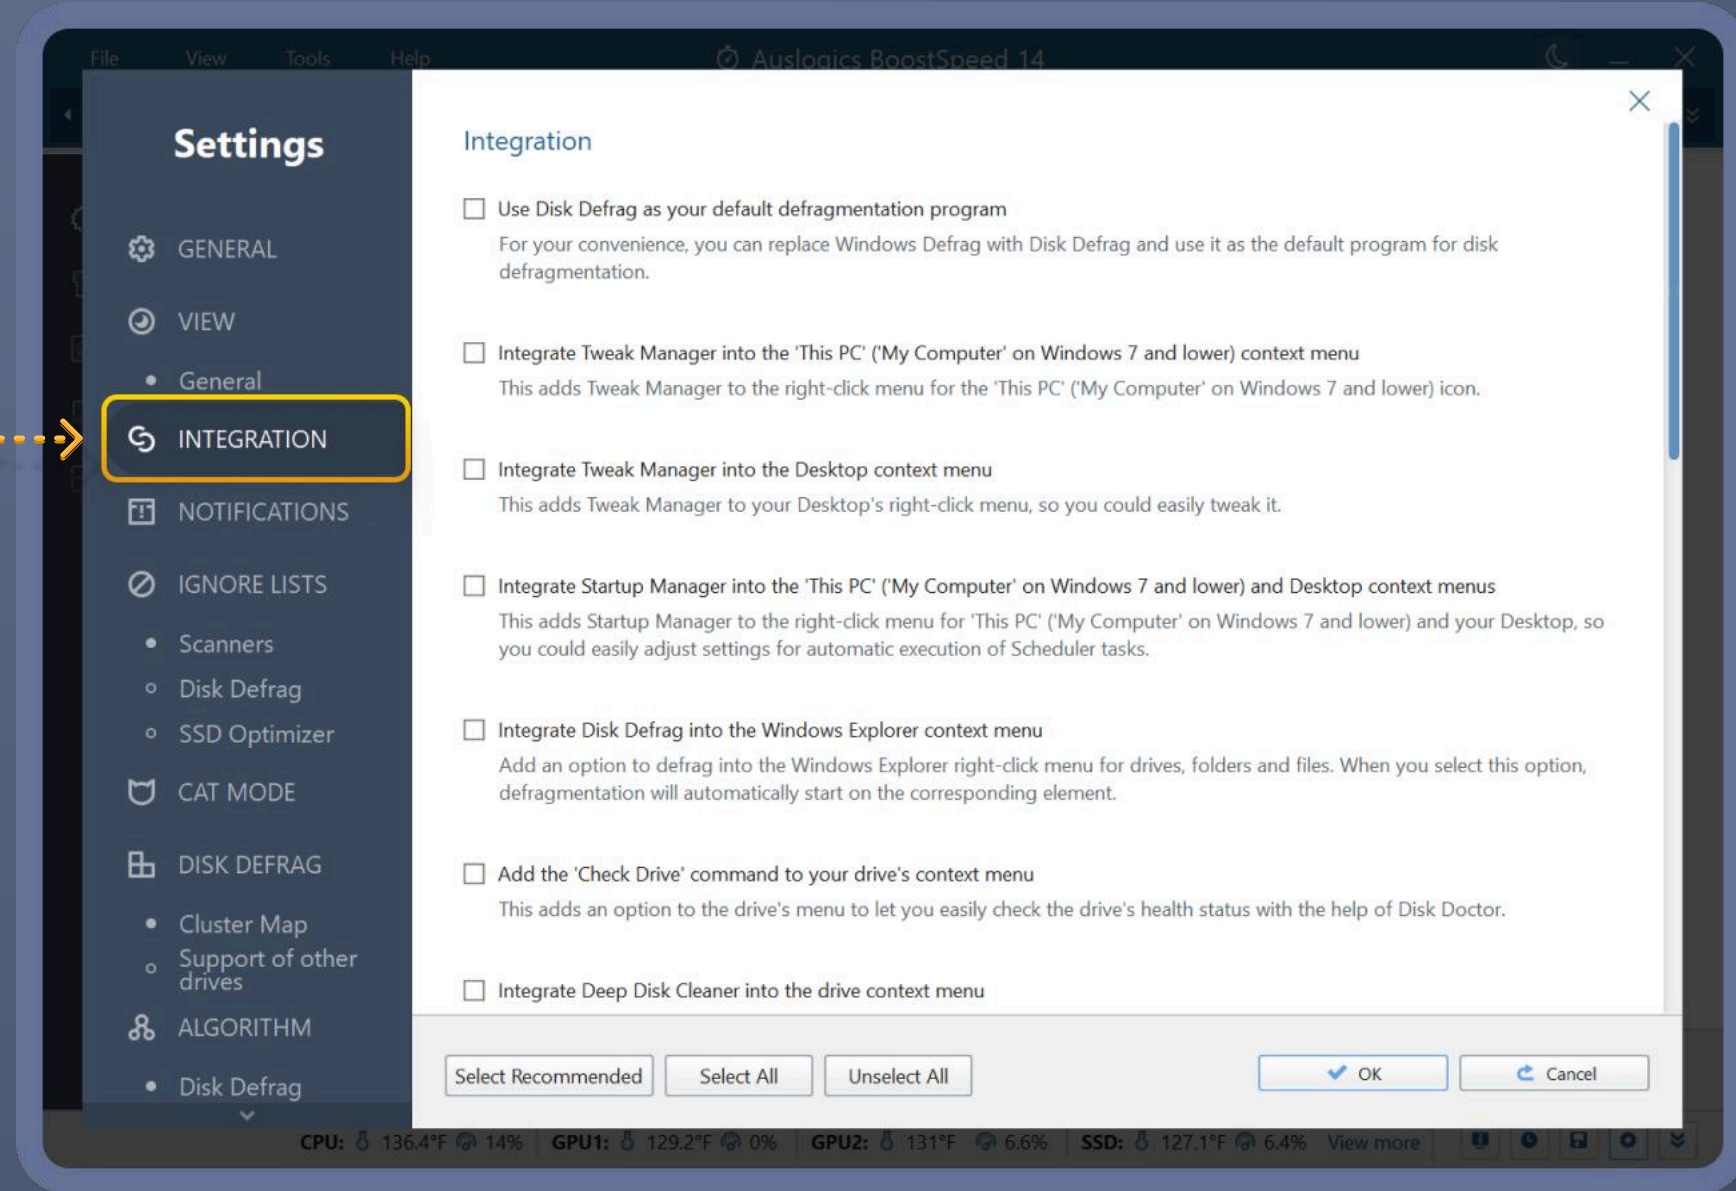 File View Tools Help Auslogics BoostSpeed 14
Settings
GENERAL
VIEW
General
INTEGRATION
NOTIFICATIONS
IGNORE LISTS
Scanners
Disk Defrag
SSD Optimizer
CAT MODE
DISK DEFRAG
Cluster Map
Support of other
drives
ALGORITHM
Disk Defrag
Integration
Use Disk Defrag as your default defragmentation program
For your convenience, you can replace Windows Defrag with Disk Defrag and use it as the default program for disk
defragmentation.
Integrate Tweak Manager into the 'This PC' ('My Computer' on Windows 7 and lower) context menu
This adds Tweak Manager to the right-click menu for the 'This PC' ('My Computer' on Windows 7 and lower) icon.
Integrate Tweak Manager into the Desktop context menu
This adds Tweak Manager to your Desktop's right-click menu, so you could easily tweak it.
Integrate Startup Manager into the 'This PC' ('My Computer' on Windows 7 and lower) and Desktop context menus
This adds Startup Manager to the right-click menu for 'This PC' ('My Computer' on Windows 7 and lower) and your Desktop, so
you could easily adjust settings for automatic execution of Scheduler tasks.
Integrate Disk Defrag into the Windows Explorer context menu
Add an option to defrag into the Windows Explorer right-click menu for drives, folders and files. When you select this option,
defragmentation will automatically start on the corresponding element.
Add the 'Check Drive' command to your drive's context menu
This adds an option to the drive's menu to let you easily check the drive's health status with the help of Disk Doctor.
Integrate Deep Disk Cleaner into the drive context menu
Select Recommended Select All Unselect All OK Cancel
CPU: 136.4°F 14% GPU1: 129.2°F 0% GPU2: 131°F 6.6% SSD: 127.1°F 6.4% View more